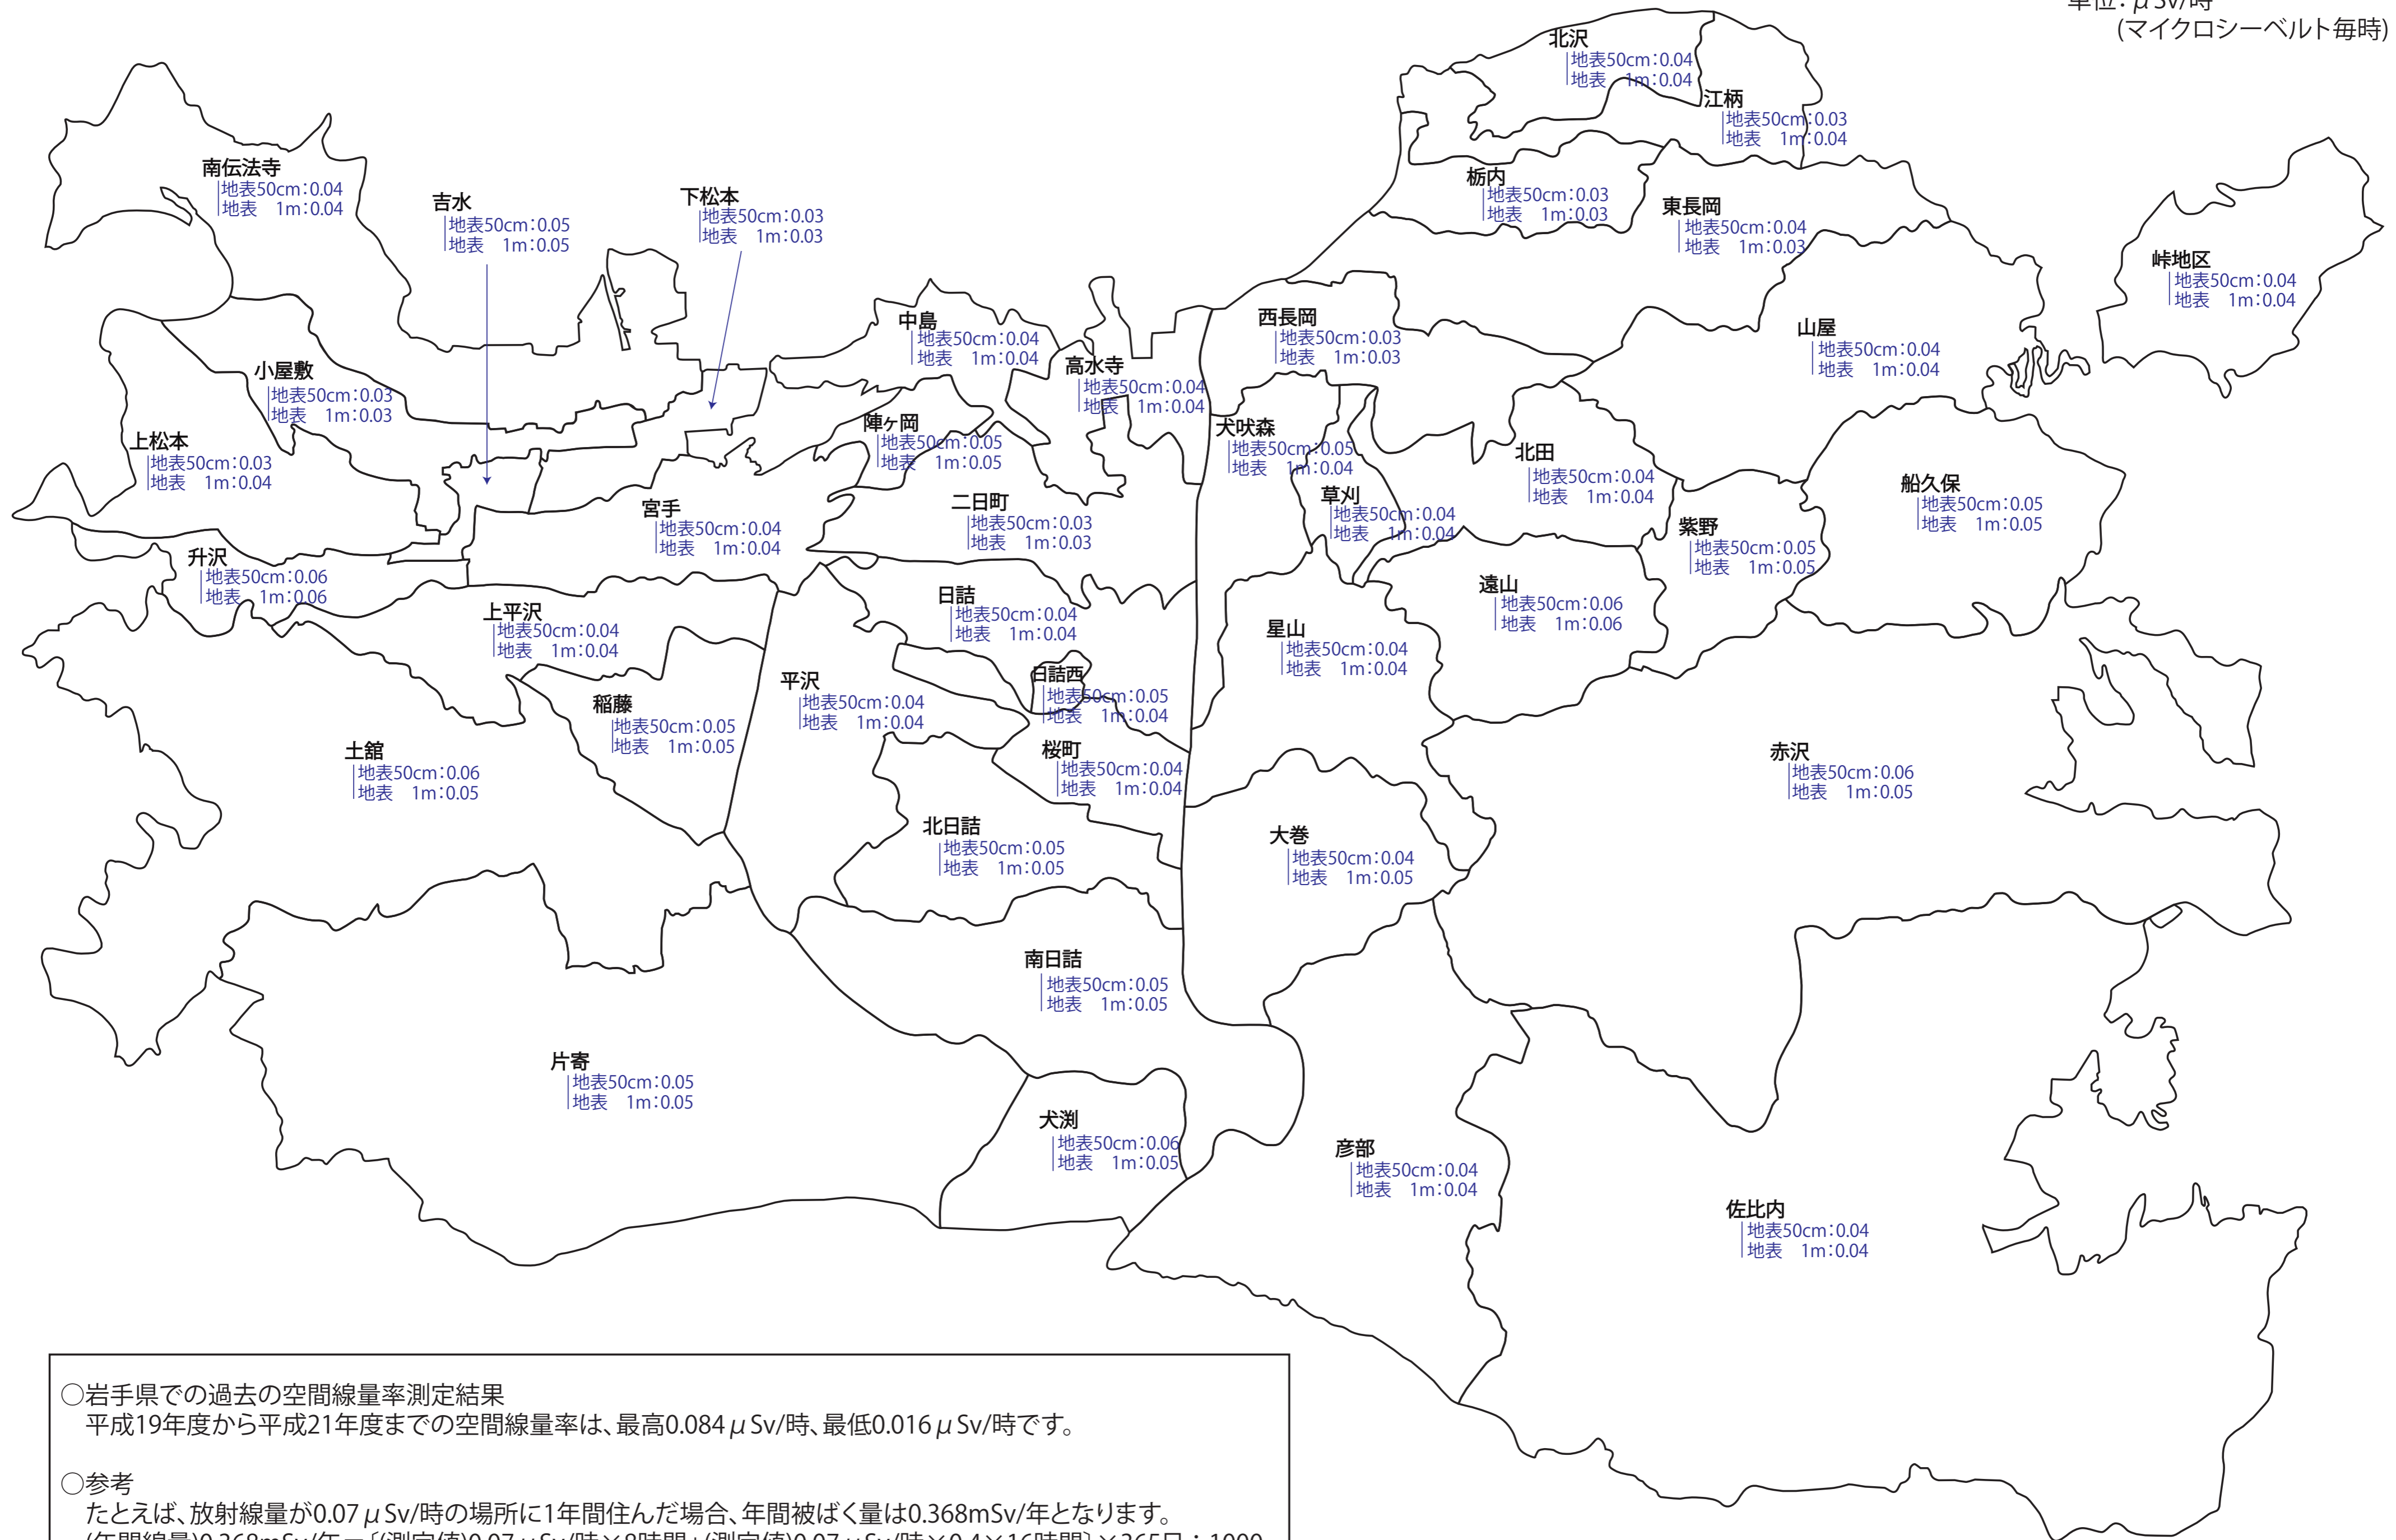 単位：μSv/時
(マイクロシーベルト毎時)
北沢
地表50cm：0.04
地表　1m：0.04
江柄
地表50cm：0.03
地表　1m：0.04
南伝法寺
地表50cm：0.04
地表　1m：0.04
吉水
地表50cm：0.05
地表　1m：0.05
下松本
地表50cm：0.03
地表　1m：0.03
栃内
地表50cm：0.03
地表　1m：0.03
東長岡
地表50cm：0.04
地表　1m：0.03
峠地区
地表50cm：0.04
地表　1m：0.04
中島
地表50cm：0.04
地表　1m：0.04
西長岡
地表50cm：0.03
地表　1m：0.03
山屋
地表50cm：0.04
地表　1m：0.04
小屋敷
地表50cm：0.03
地表　1m：0.03
高水寺
地表50cm：0.04
地表　1m：0.04
上松本
地表50cm：0.03
地表　1m：0.04
陣ヶ岡
地表50cm：0.05
地表　1m：0.05
犬吠森
地表50cm：0.05
地表　1m：0.04
北田
地表50cm：0.04
地表　1m：0.04
船久保
地表50cm：0.05
地表　1m：0.05
宮手
地表50cm：0.04
地表　1m：0.04
二日町
地表50cm：0.03
地表　1m：0.03
草刈
地表50cm：0.04
地表　1m：0.04
紫野
地表50cm：0.05
地表　1m：0.05
升沢
地表50cm：0.06
地表　1m：0.06
上平沢
地表50cm：0.04
地表　1m：0.04
日詰
地表50cm：0.04
地表　1m：0.04
遠山
地表50cm：0.06
地表　1m：0.06
星山
地表50cm：0.04
地表　1m：0.04
稲藤
地表50cm：0.05
地表　1m：0.05
平沢
地表50cm：0.04
地表　1m：0.04
日詰西
地表50cm：0.05
地表　1m：0.04
土舘
地表50cm：0.06
地表　1m：0.05
桜町
地表50cm：0.04
地表　1m：0.04
赤沢
地表50cm：0.06
地表　1m：0.05
北日詰
地表50cm：0.05
地表　1m：0.05
大巻
地表50cm：0.04
地表　1m：0.05
南日詰
地表50cm：0.05
地表　1m：0.05
片寄
地表50cm：0.05
地表　1m：0.05
犬渕
地表50cm：0.06
地表　1m：0.05
彦部
地表50cm：0.04
地表　1m：0.04
佐比内
地表50cm：0.04
地表　1m：0.04
○岩手県での過去の空間線量率測定結果
平成19年度から平成21年度までの空間線量率は、最高0.084μSv/時、最低0.016μSv/時です。
○参考
たとえば、放射線量が0.07μSv/時の場所に1年間住んだ場合、年間被ばく量は0.368mSv/年となります。
(年間線量)0.368mSv/年＝〔(測定値)0.07μSv/時×8時間+(測定値)0.07μSv/時×0.4×16時間〕×365日÷1000